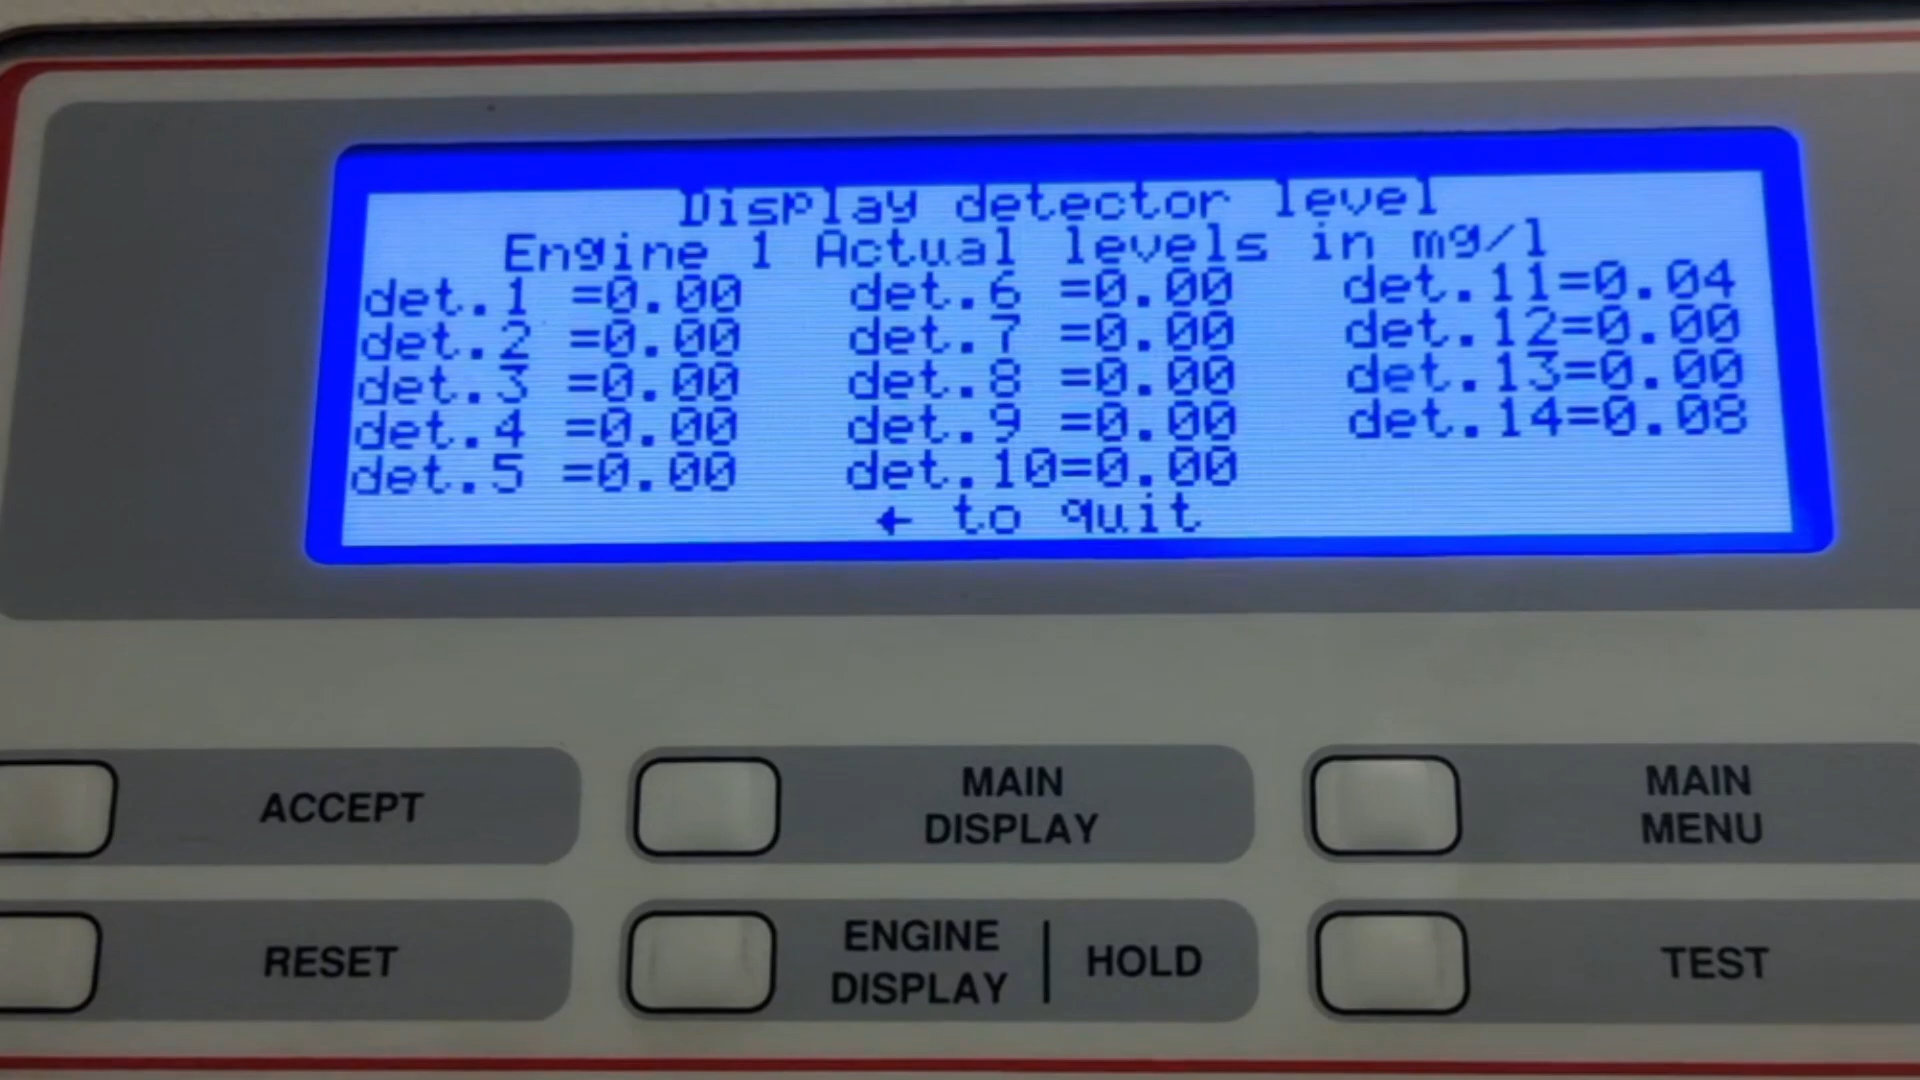 Display detector level
Engine 1 Actual levels in mg/l
det.1 =0.00 det.6 =0.00 det.11=0.04
det.2 =0.00 det.7 =0.00 det.12=0.00
det.3 =0.00 det.8 =0.00 det.13=0.00
det.4 =0.00 det.9 =0.00 det.14=0.08
det.5 =0.00 det.10=0.00
← to quit
ACCEPT
MAIN
DISPLAY
MAIN
MENU
RESET
ENGINE
DISPLAY | HOLD
TEST